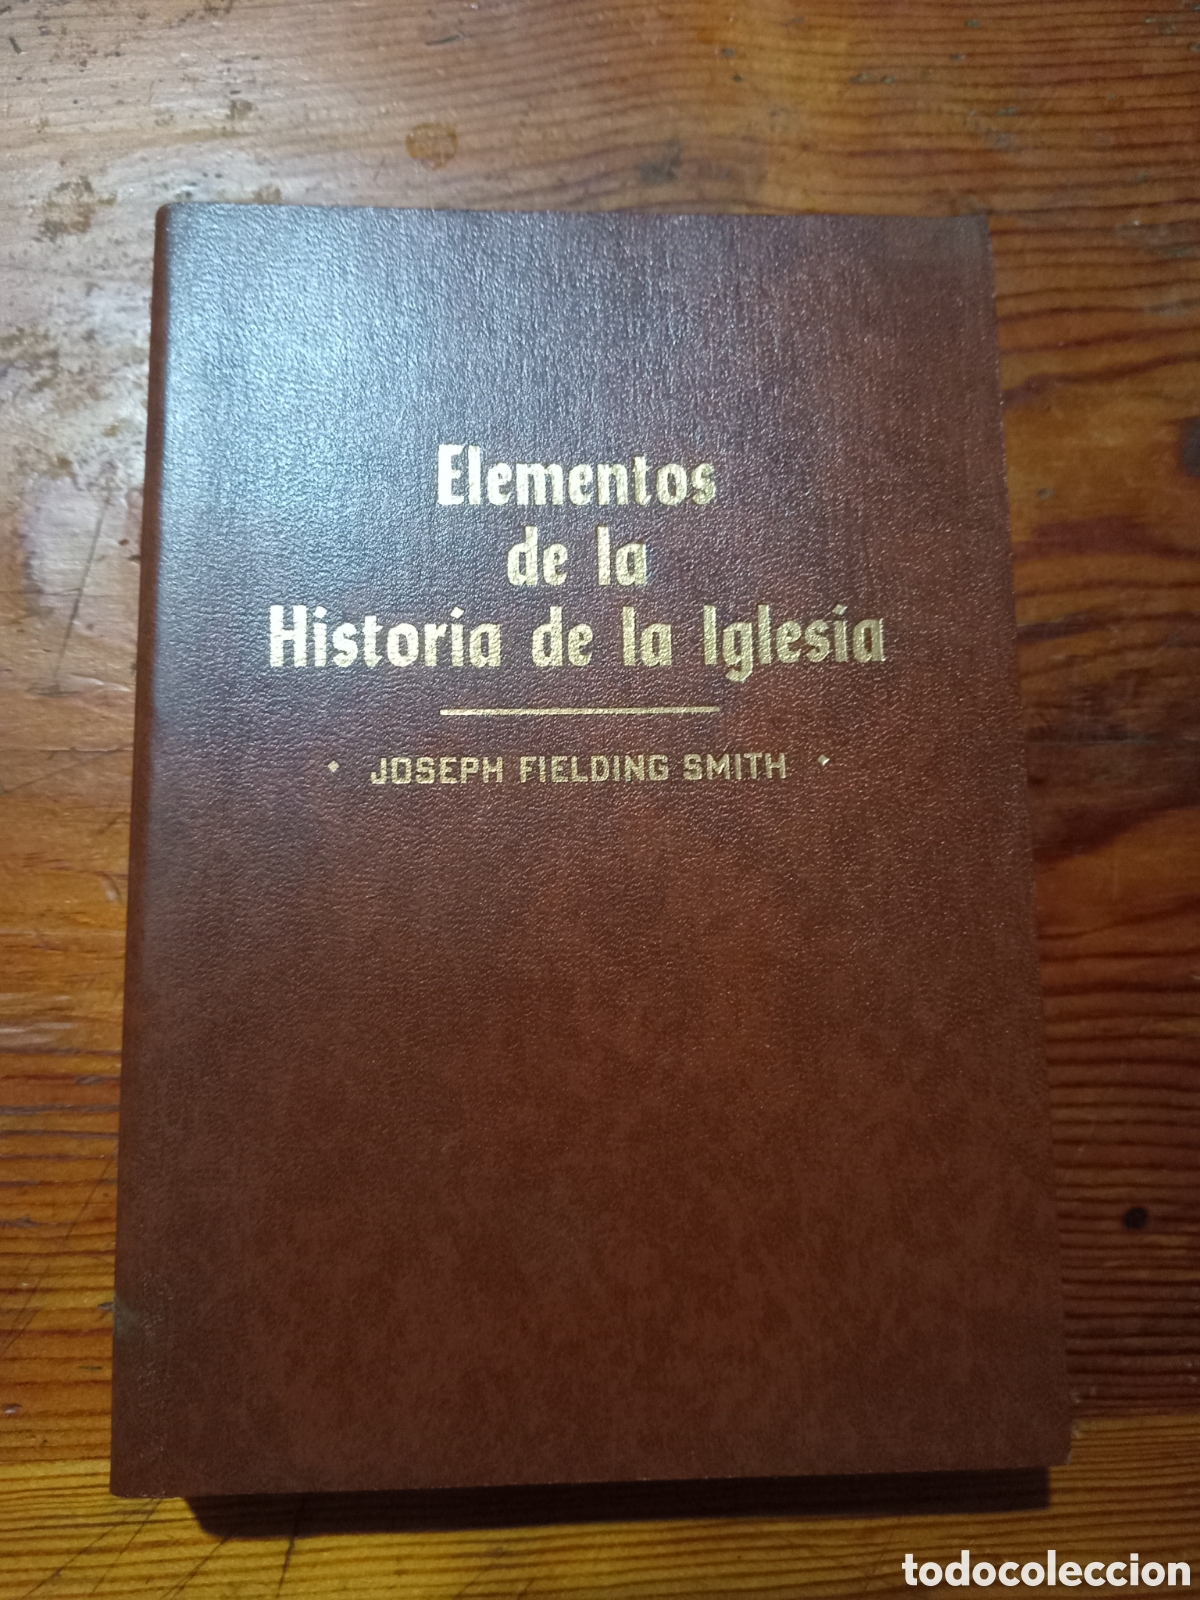 Elementos
de la
Historia de la Iglesia
JOSEPH FIELDING SMITH
todocoleccion